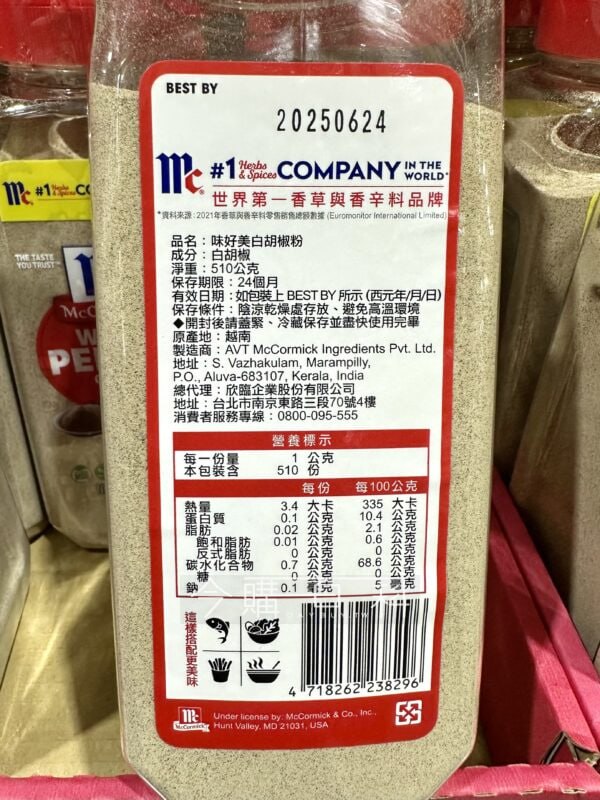 BEST BY
20250624
Mc #1 Herbs & Spices COMPANY IN THE WORLD*
世界第一香草與香辛料品牌
*資料來源：2021年香草與香辛料零售銷售總額數據 (Euromonitor International Limited)
品名：味好美白胡椒粉
成分：白胡椒
淨重：510公克
保存期限：24個月
有效日期：如包裝上 BEST BY 所示 (西元年/月/日)
保存條件：陰涼乾燥處存放、避免高溫環境
◆開封後請蓋緊、冷藏保存並盡快使用完畢
原產地：越南
製造商：AVT McCormick Ingredients Pvt. Ltd.
地址：S. Vazhakulam, Marampilly,
P.O., Aluva-683107, Kerala, India
總代理：欣臨企業股份有限公司
地址：台北市南京東路三段70號4樓
消費者服務專線：0800-095-555
營養標示
每一份量 1 公克
本包裝含 510 份
每份 每100公克
熱量 3.4 大卡 335 大卡
蛋白質 0.1 公克 10.4 公克
脂肪 0.02 公克 2.1 公克
飽和脂肪 0.01 公克 0.6 公克
反式脂肪 0 公克 0 公克
碳水化合物 0.7 公克 68.6 公克
糖 0 公克 0 公克
鈉 0.1 毫克 5 毫克
這樣搭配更美味
4 718262 238296
McCormick
Under license by: McCormick & Co., Inc.,
Hunt Valley, MD 21031, USA
Mc #1 Herbs & Spices CO
THE TASTE
YOU TRUST™
McCo
W
PE